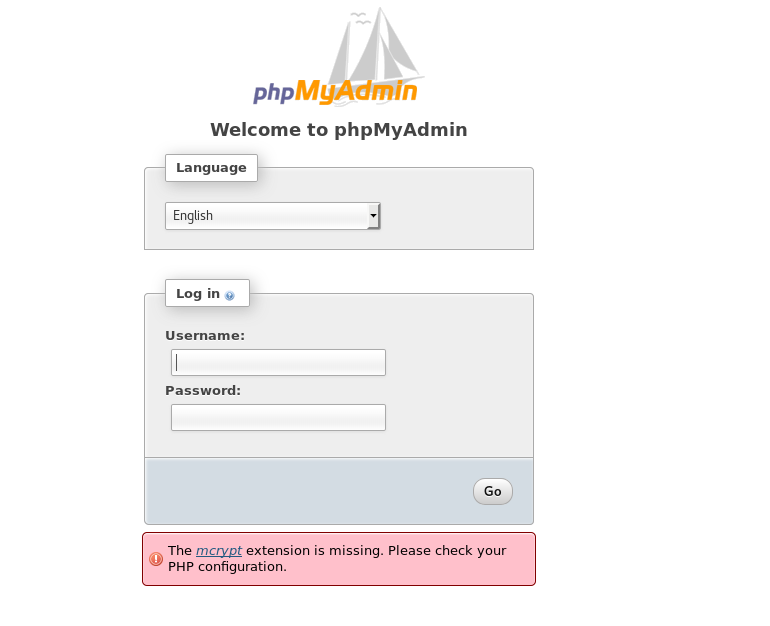 phpMyAdmin
Welcome to phpMyAdmin
Language
English
Log in
Username:
Password:
Go
The mcrypt extension is missing. Please check your
PHP configuration.